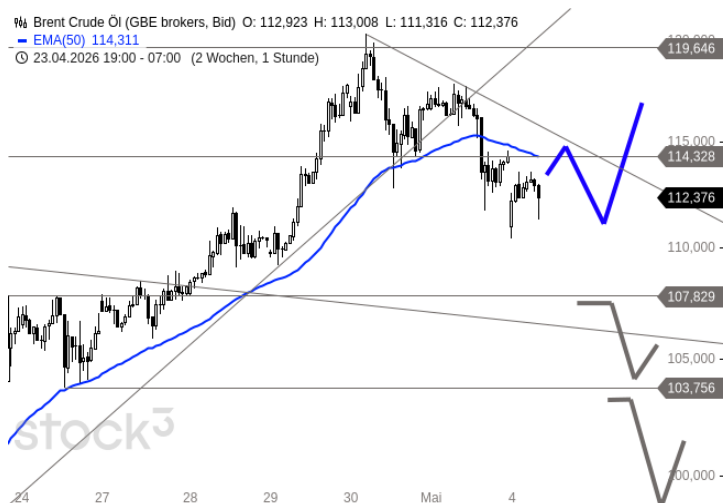 Brent Crude Öl (GBE brokers, Bid) O: 112,923 H: 113,008 L: 111,316 C: 112,376
EMA(50) 114,311
23.04.2026 19:00 - 07:00 (2 Wochen, 1 Stunde)
119,646
115,000
114,328
112,376
110,000
107,829
105,000
103,756
100,000
stock3
24 27 28 29 30 Mai 4